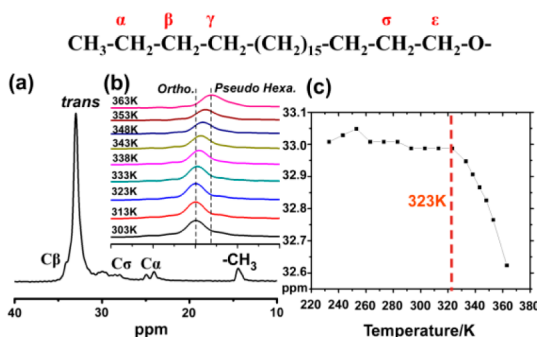 α β γ σ ε
CH₃-CH₂-CH₂-CH₂-(CH₂)₁₅-CH₂-CH₂-CH₂-O-
(a)
trans
Cβ
Cσ
Cα
-CH₃
40 30 20 10
ppm
(b)
Ortho. Pseudo Hexa.
363K
353K
348K
343K
338K
333K
323K
313K
303K
(c)
33.1
33.0
32.9
32.8
32.7
32.6
ppm
323K
220 240 260 280 300 320 340 360 380
Temperature/K